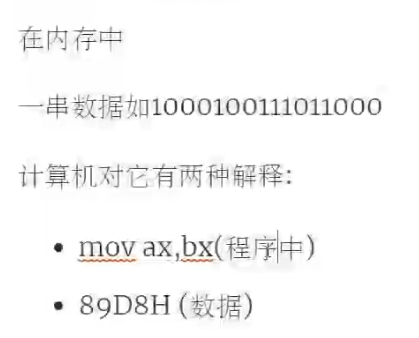 在内存中
一串数据如1000100111011000
计算机对它有两种解释：
• mov ax,bx(程序中)
• 89D8H (数据)